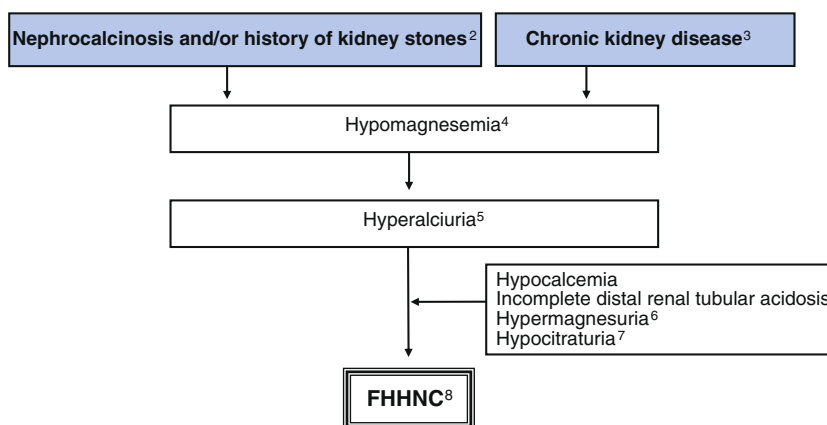 Nephrocalcinosis and/or history of kidney stones²
Chronic kidney disease³
Hypomagnesemia⁴
Hyperalciuria⁵
Hypocalcemia
Incomplete distal renal tubular acidosis
Hypermagnesuria⁶
Hypocitraturia⁷
FHHNC⁸